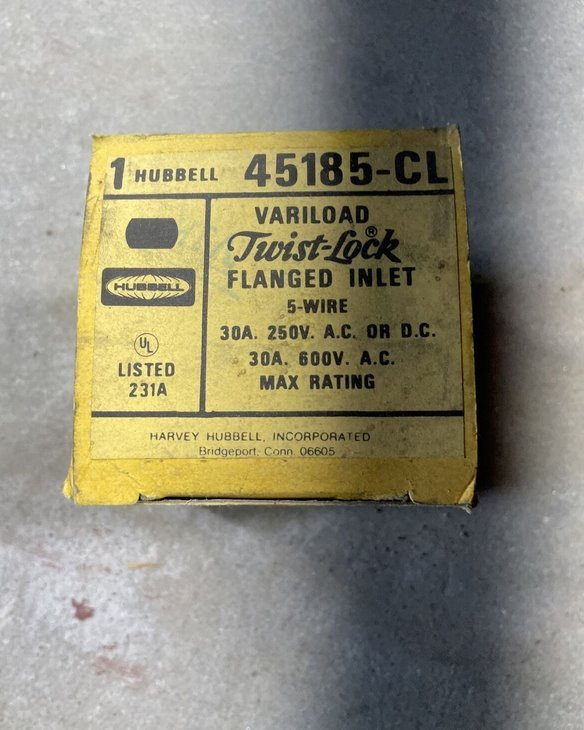 1 HUBBELL 45185-CL
VARILOAD
Twist-Lock®
FLANGED INLET
5-WIRE
30A. 250V. A.C. OR D.C.
30A. 600V. A.C.
MAX RATING
HUBBELL
UL
LISTED
231A
HARVEY HUBBELL, INCORPORATED
Bridgeport, Conn. 06605